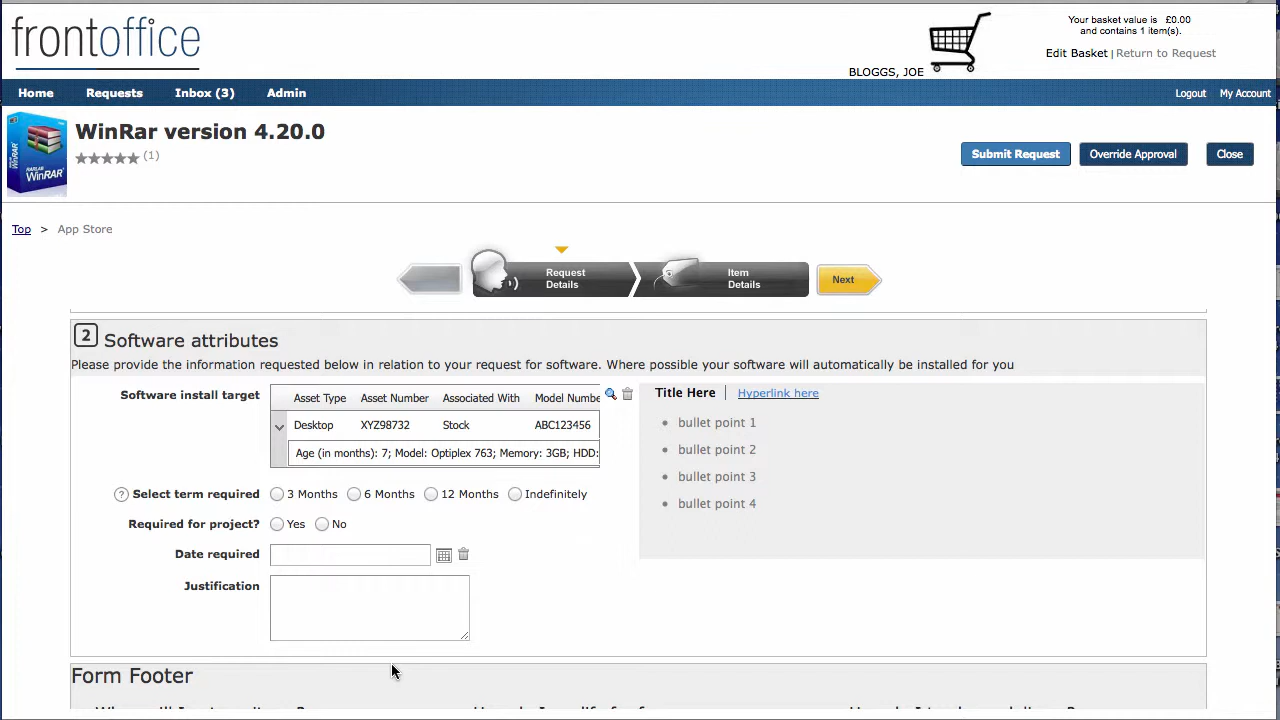 frontoffice
Your basket value is £0.00
and contains 1 item(s).
Edit Basket | Return to Request
BLOGGS, JOE
Home Requests Inbox (3) Admin
Logout My Account
WinRar version 4.20.0
(1)
WinRAR
Submit Request Override Approval Close
Top > App Store
Request
Details
Item
Details
Next
2 Software attributes
Please provide the information requested below in relation to your request for software. Where possible your software will automatically be installed for you
Software install target
Asset Type Asset Number Associated With Model Numbe
Desktop XYZ98732 Stock ABC123456
Age (in months): 7; Model: Optiplex 763; Memory: 3GB; HDD:
Title Here | Hyperlink here
bullet point 1
bullet point 2
bullet point 3
bullet point 4
? Select term required 3 Months 6 Months 12 Months Indefinitely
Required for project? Yes No
Date required
Justification
Form Footer